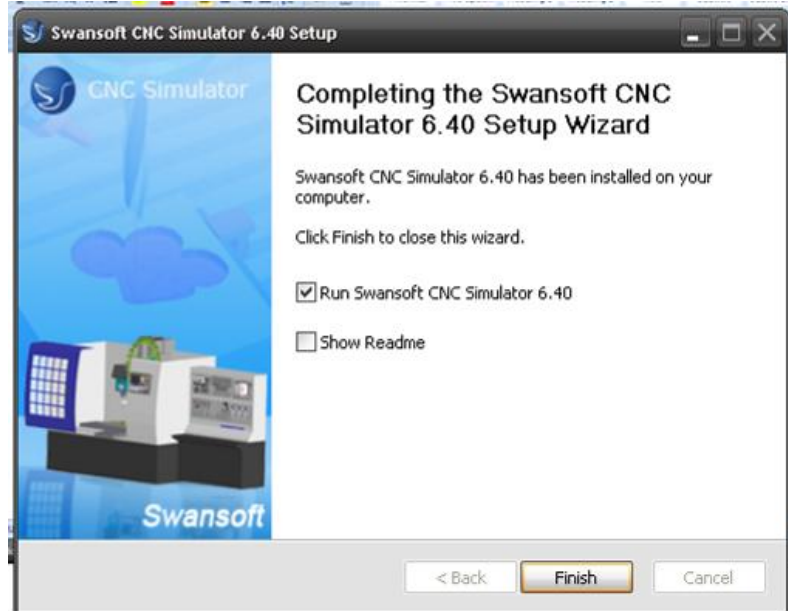 Swansoft CNC Simulator 6.40 Setup
CNC Simulator
Completing the Swansoft CNC
Simulator 6.40 Setup Wizard
Swansoft CNC Simulator 6.40 has been installed on your
computer.
Click Finish to close this wizard.
Run Swansoft CNC Simulator 6.40
Show Readme
Swansoft
< Back
Finish
Cancel